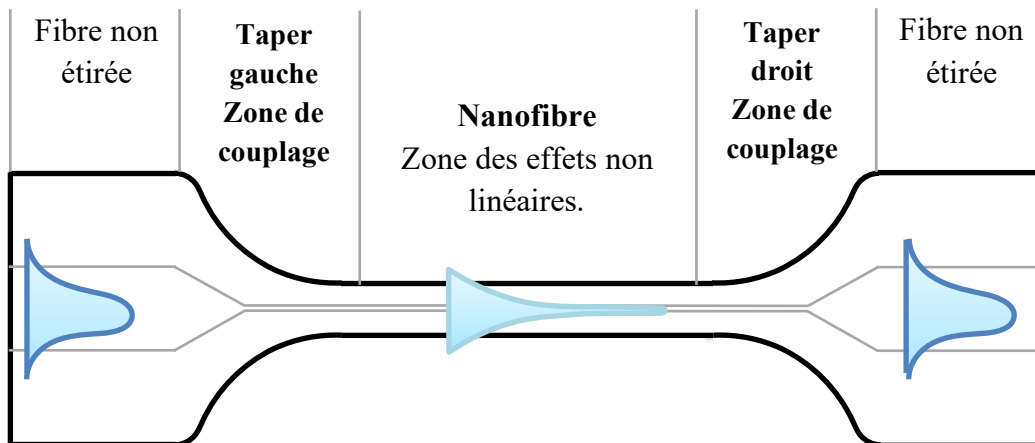 Fibre non
étirée
Taper
gauche
Zone de
couplage
Nanofibre
Zone des effets non
linéaires.
Taper
droit
Zone de
couplage
Fibre non
étirée